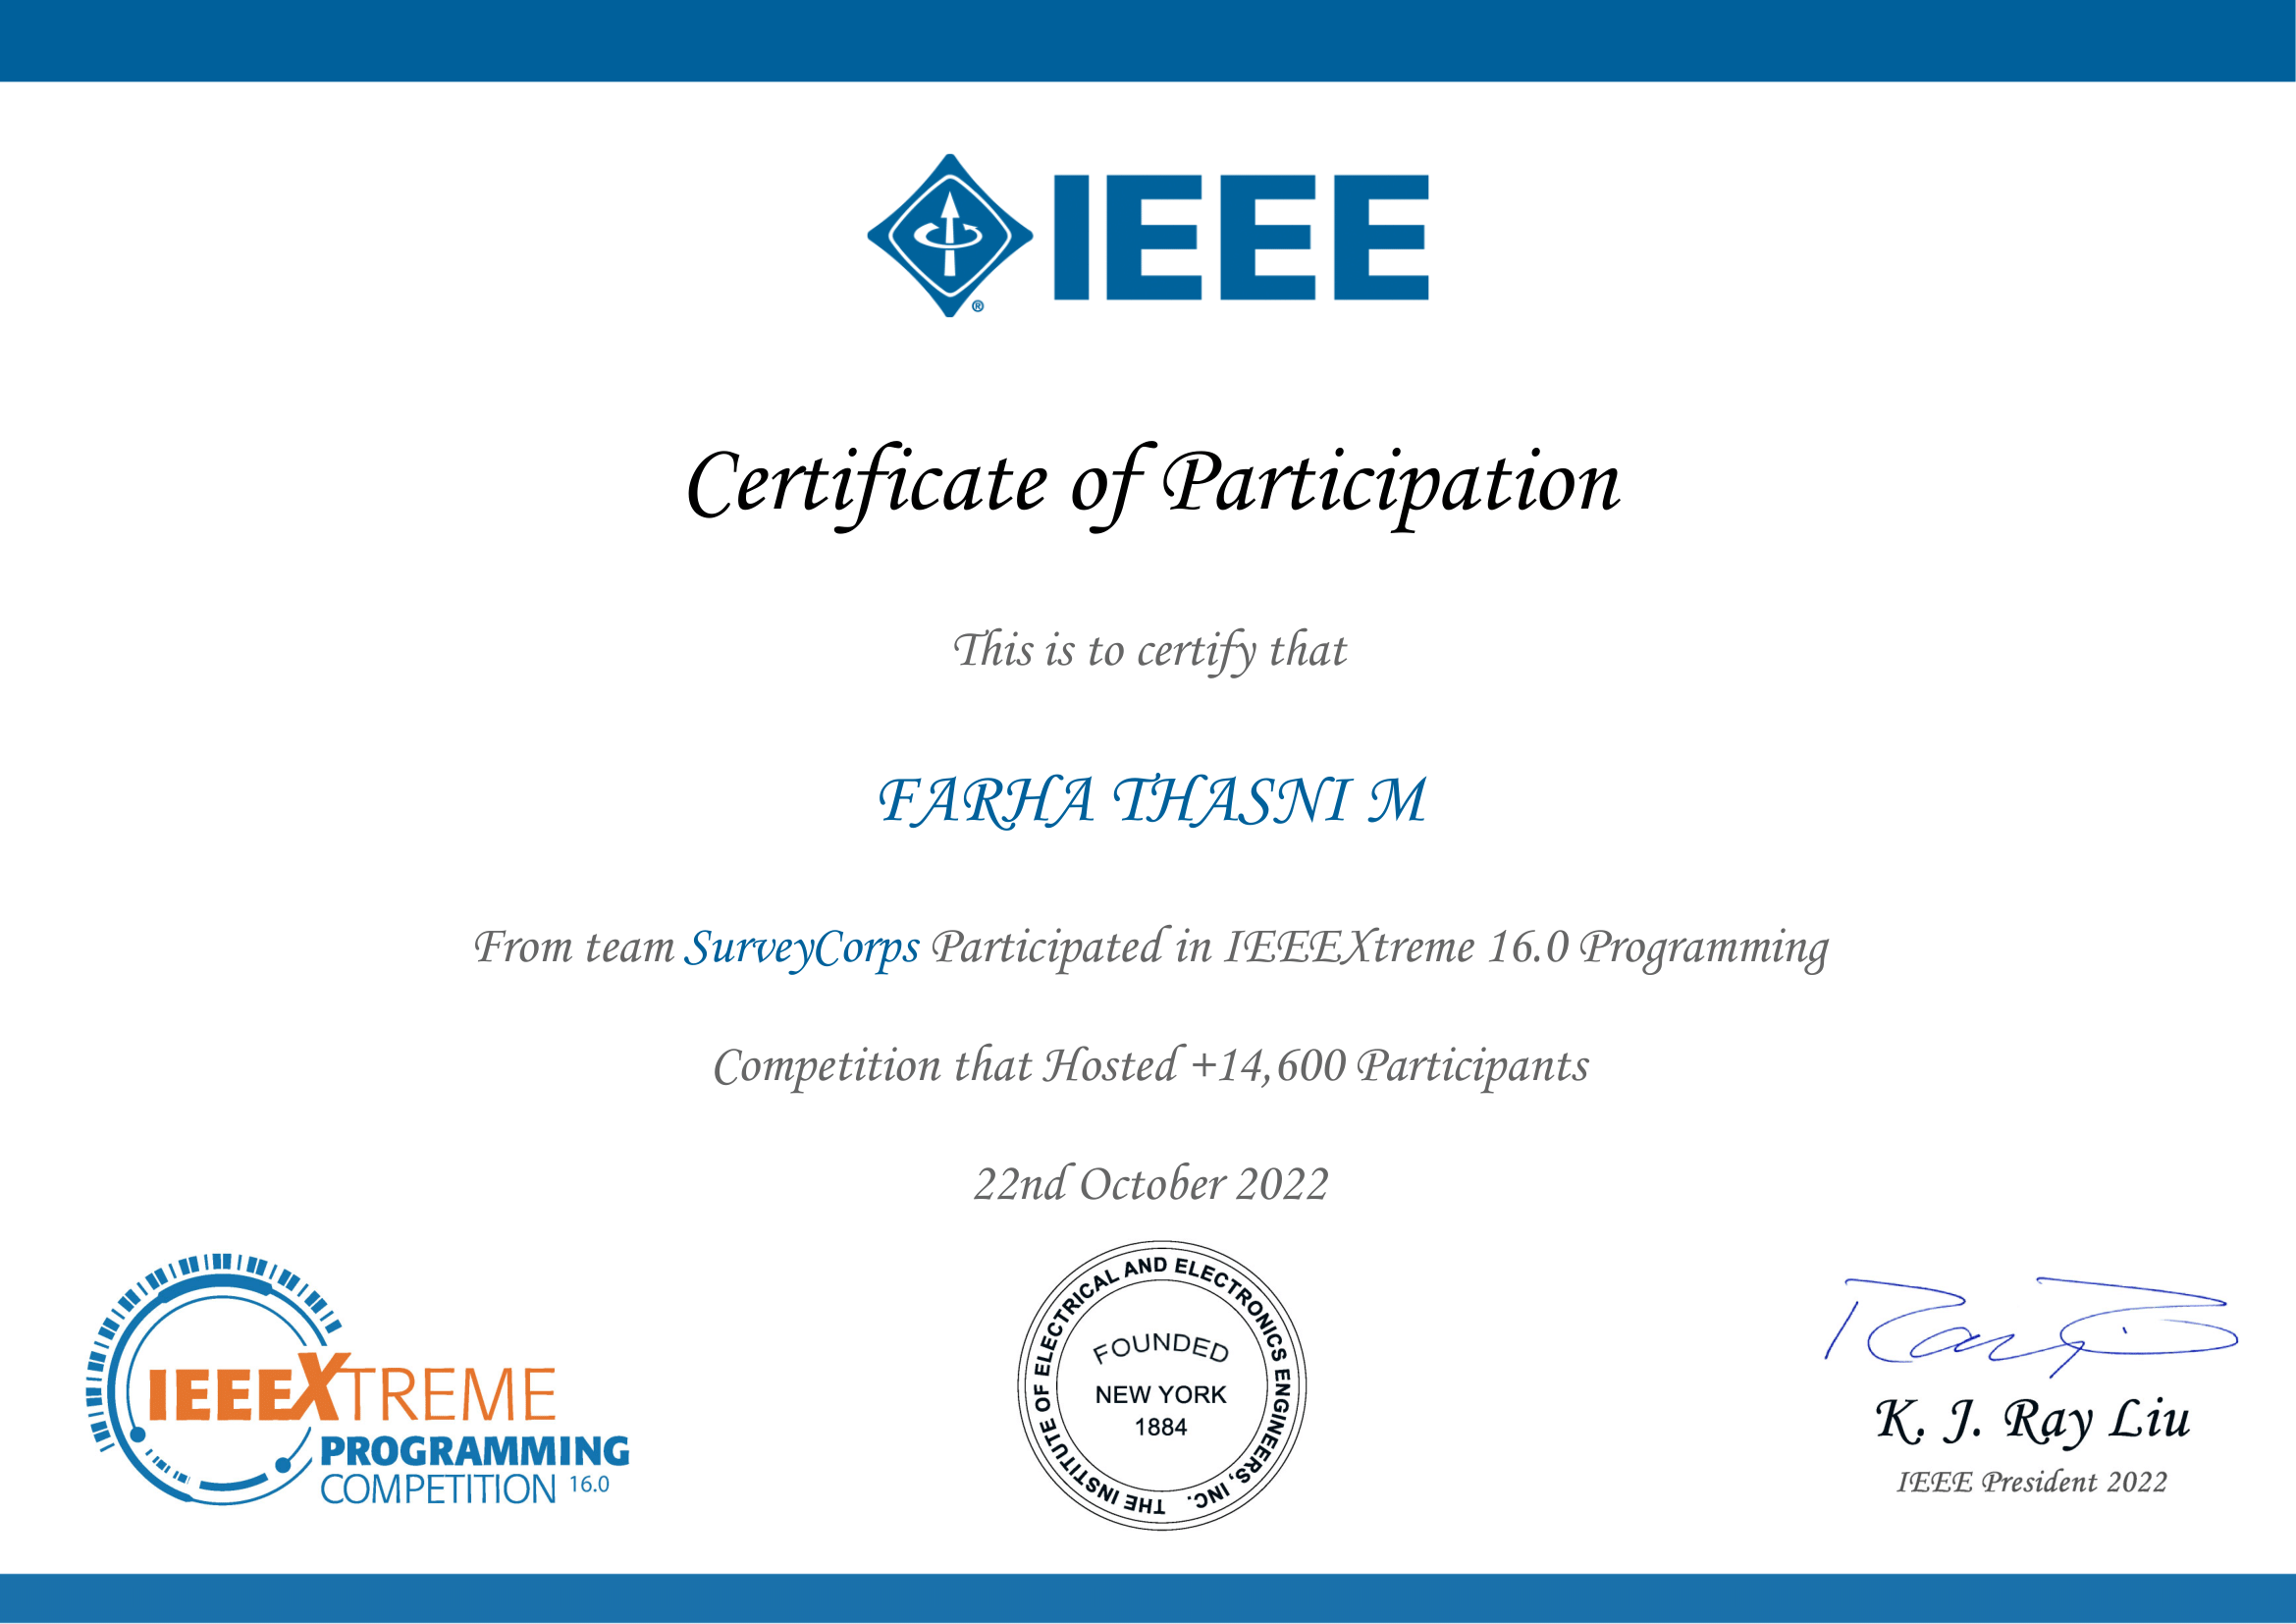 IEEE
®
Certificate of Participation
This is to certify that
FARHA THASNI M
From team SurveyCorps Participated in IEEEXtreme 16.0 Programming
Competition that Hosted +14,600 Participants
22nd October 2022
IEEEXTREME
PROGRAMMING
COMPETITION 16.0
THE INSTITUTE OF ELECTRICAL AND ELECTRONICS ENGINEERS, INC.
FOUNDED
NEW YORK
1884
K. J. Ray Liu
IEEE President 2022